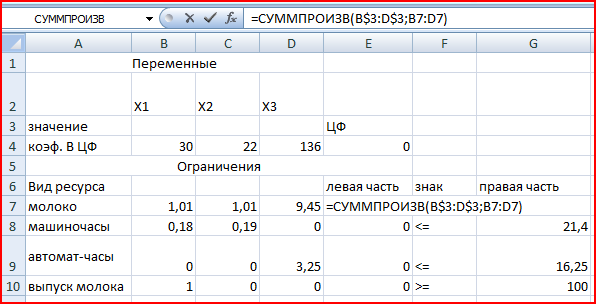 СУММПРОИЗВ =СУММПРОИЗВ(B$3:D$3;B7:D7)
A B C D E F G
1 Переменные
2 X1 X2 X3
3 значение ЦФ
4 коэф. В ЦФ 30 22 136 0
5 Ограничения
6 Вид ресурса левая часть знак правая часть
7 молоко 1,01 1,01 9,45 =СУММПРОИЗВ(B$3:D$3;B7:D7)
8 машиночасы 0,18 0,19 0 0 <= 21,4
9 автомат-часы 0 0 3,25 0 <= 16,25
10 выпуск молока 1 0 0 0 >= 100